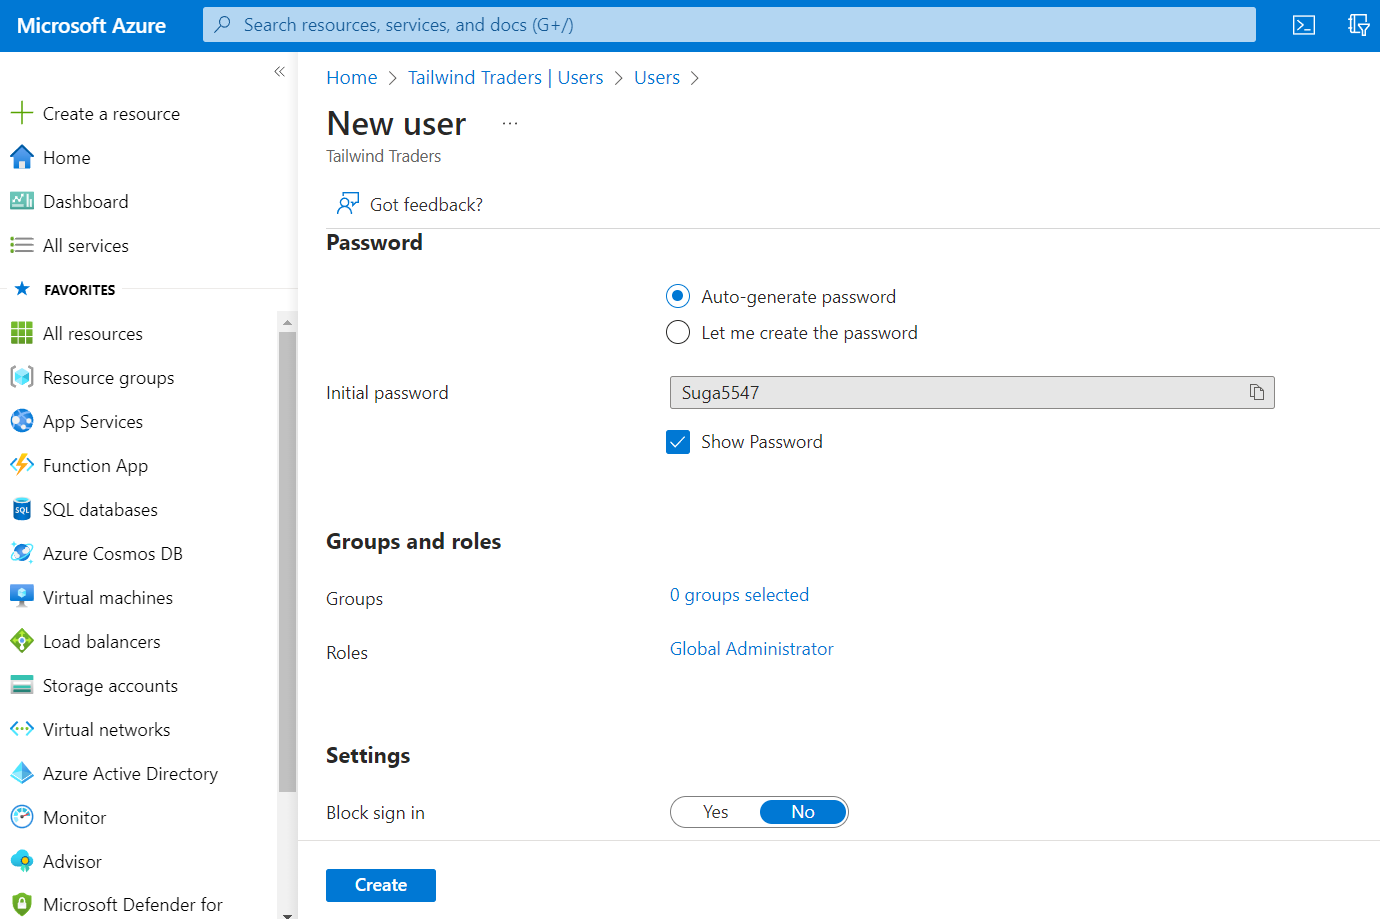 Microsoft Azure
Search resources, services, and docs (G+/)
Create a resource
Home
Dashboard
All services
FAVORITES
All resources
Resource groups
App Services
Function App
SQL databases
Azure Cosmos DB
Virtual machines
Load balancers
Storage accounts
Virtual networks
Azure Active Directory
Monitor
Advisor
Microsoft Defender for
Home > Tailwind Traders | Users > Users >
New user ...
Tailwind Traders
Got feedback?
Password
Auto-generate password
Let me create the password
Initial password Suga5547
Show Password
Groups and roles
Groups 0 groups selected
Roles Global Administrator
Settings
Block sign in Yes No
Create